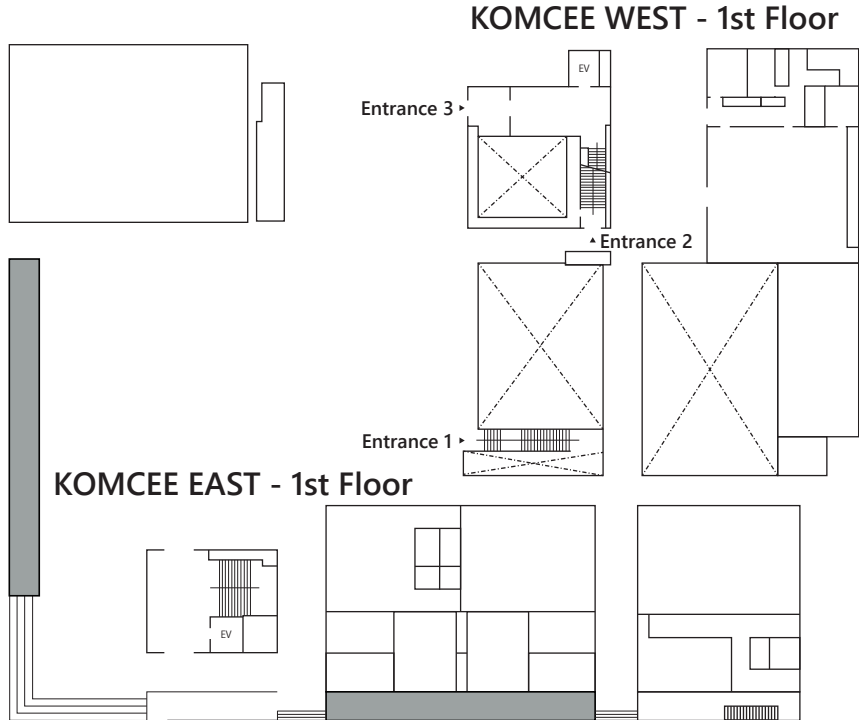 KOMCEE WEST - 1st Floor
EV
Entrance 3
Entrance 2
Entrance 1
KOMCEE EAST - 1st Floor
EV